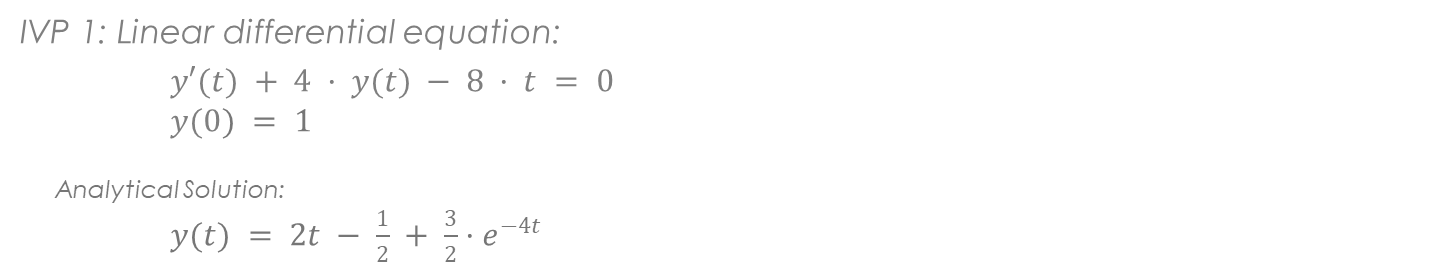 IVP 1: Linear differential equation:
y′(t) + 4 · y(t) − 8 · t = 0
y(0) = 1
Analytical Solution:
y(t) = 2t − 1/2 + 3/2 · e^{−4t}